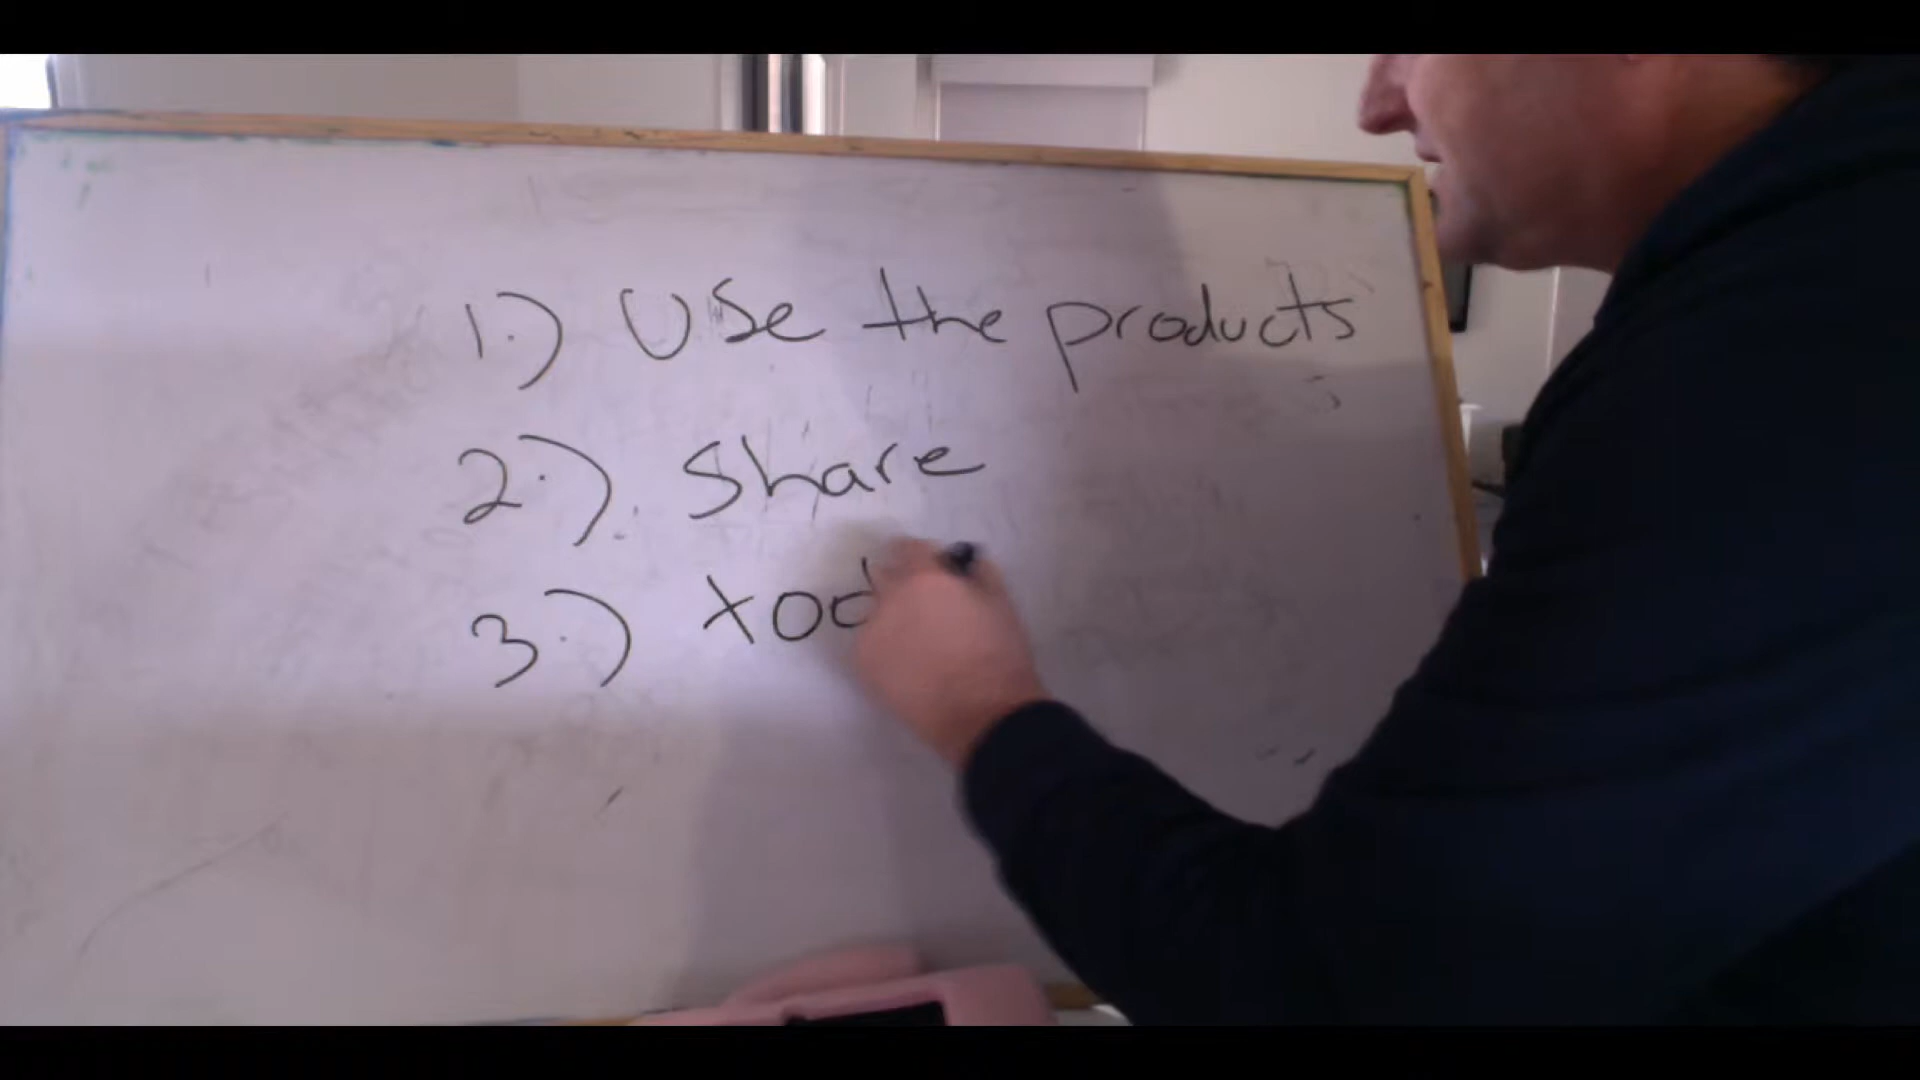 1.) Use the products
2.) Share
3.) tod